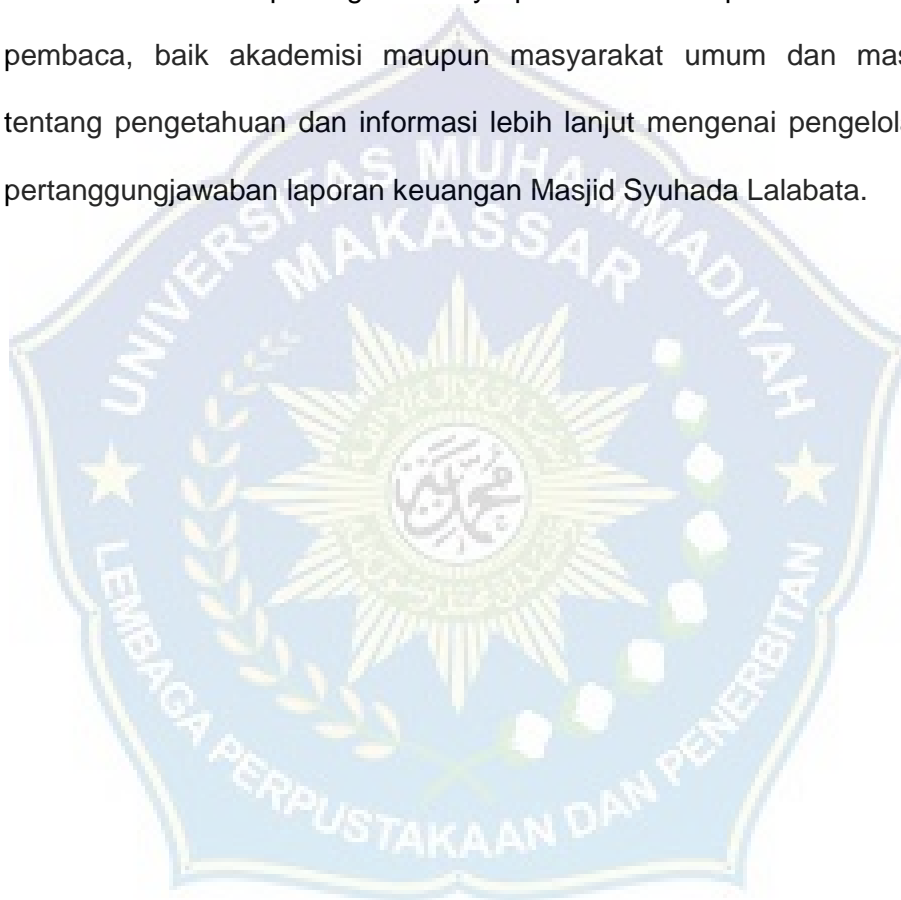 pembaca, baik akademisi maupun masyarakat umum dan mas
tentang pengetahuan dan informasi lebih lanjut mengenai pengelol
pertanggungjawaban laporan keuangan Masjid Syuhada Lalabata.
UNIVERSITAS MUHAMMADIYAH
MAKASSAR
LEMBAGA PERPUSTAKAAN DAN PENERBITAN